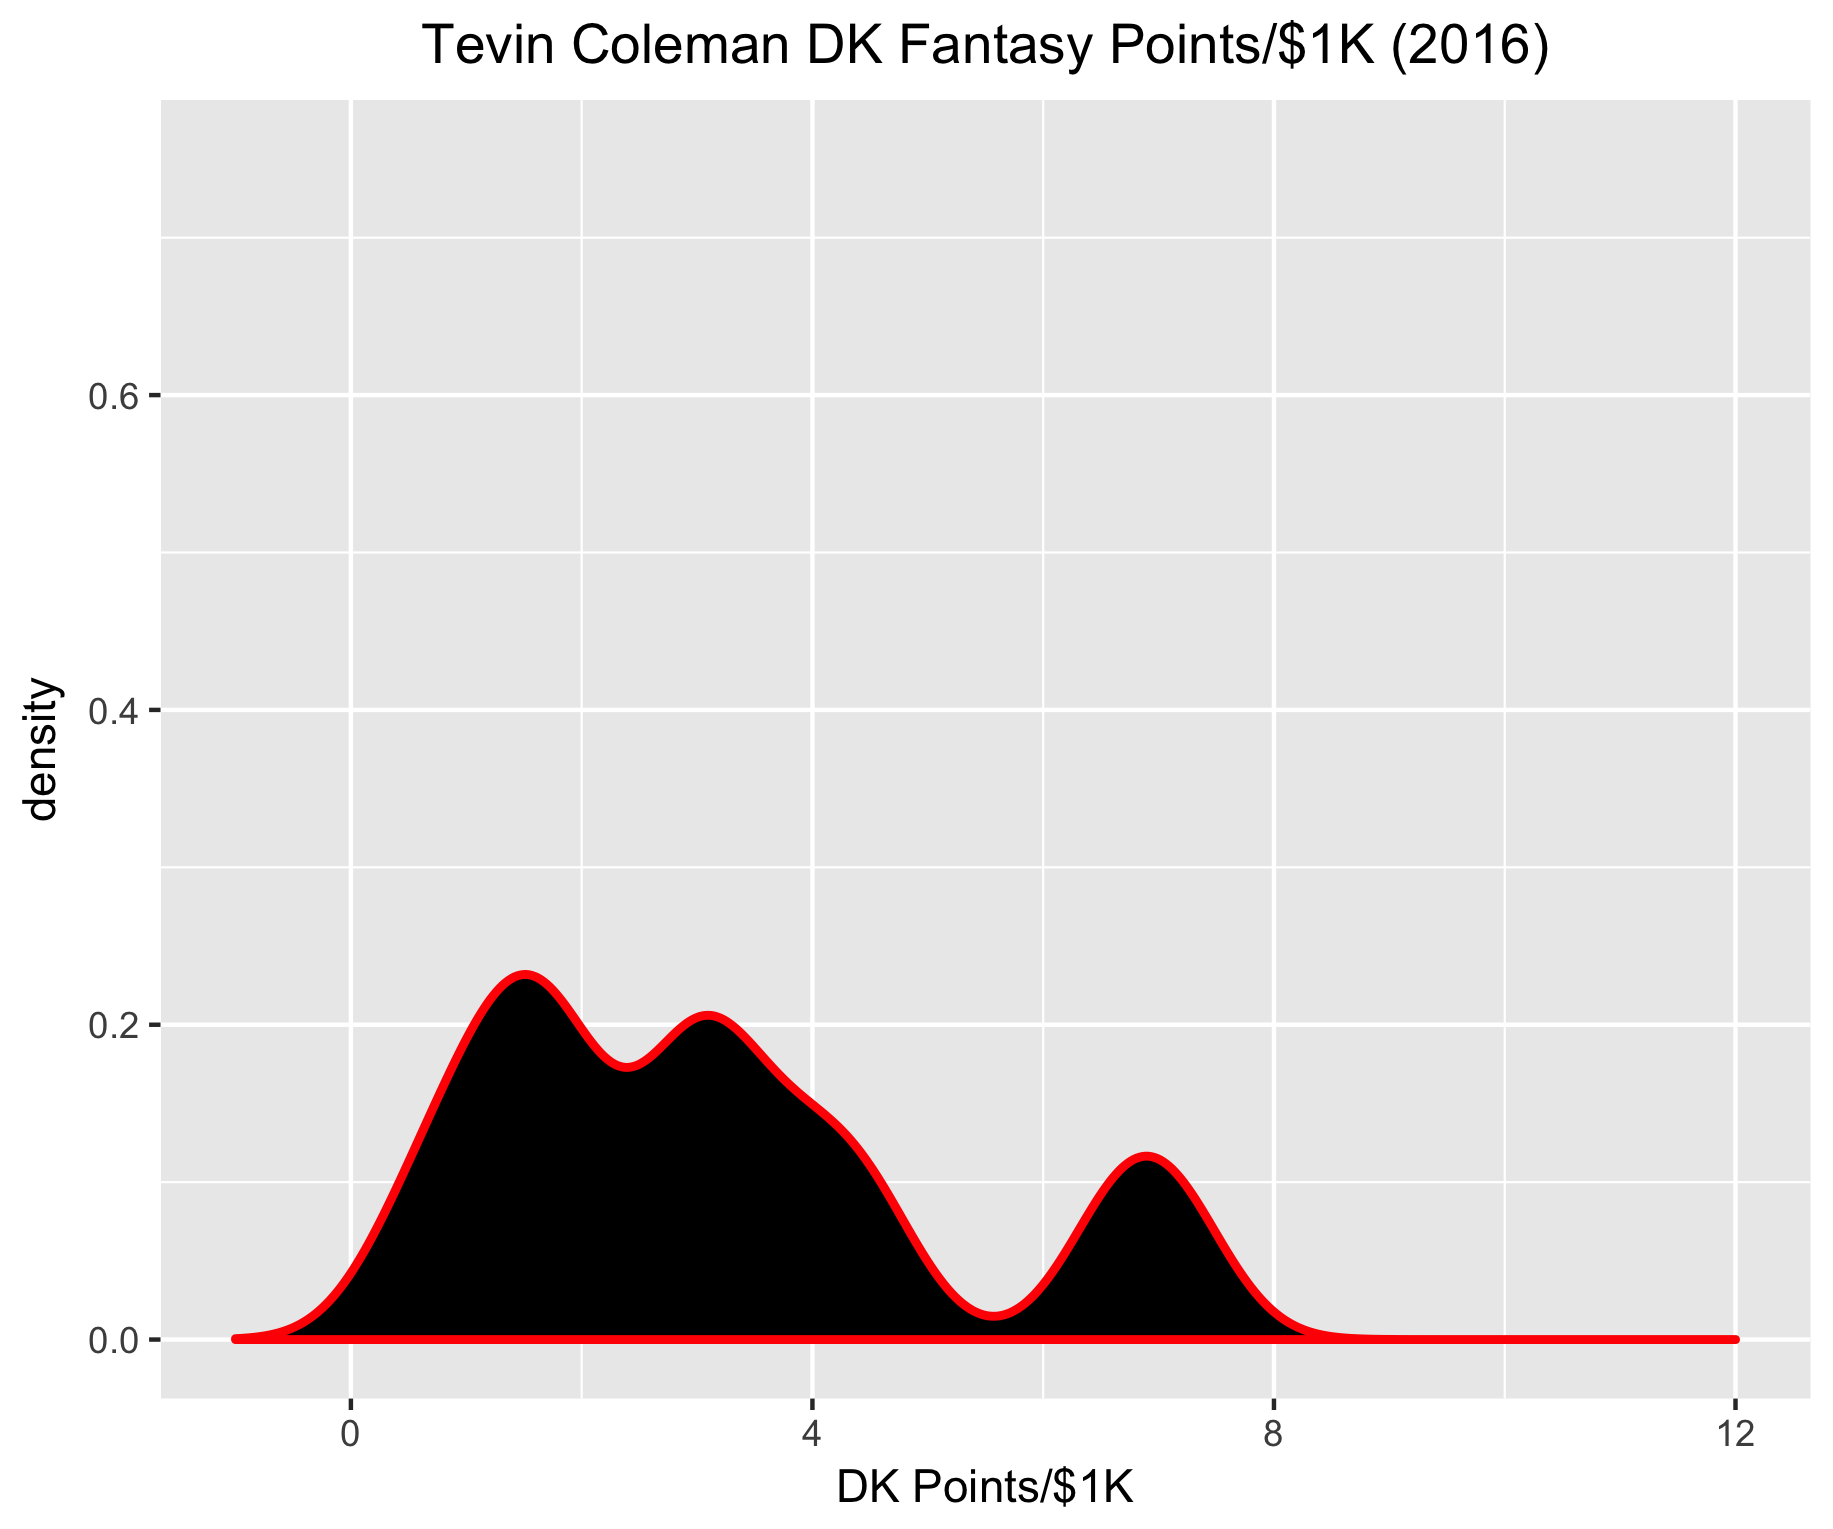 Tevin Coleman DK Fantasy Points/$1K (2016)
density
0.6
0.4
0.2
0.0
0 4 8 12
DK Points/$1K